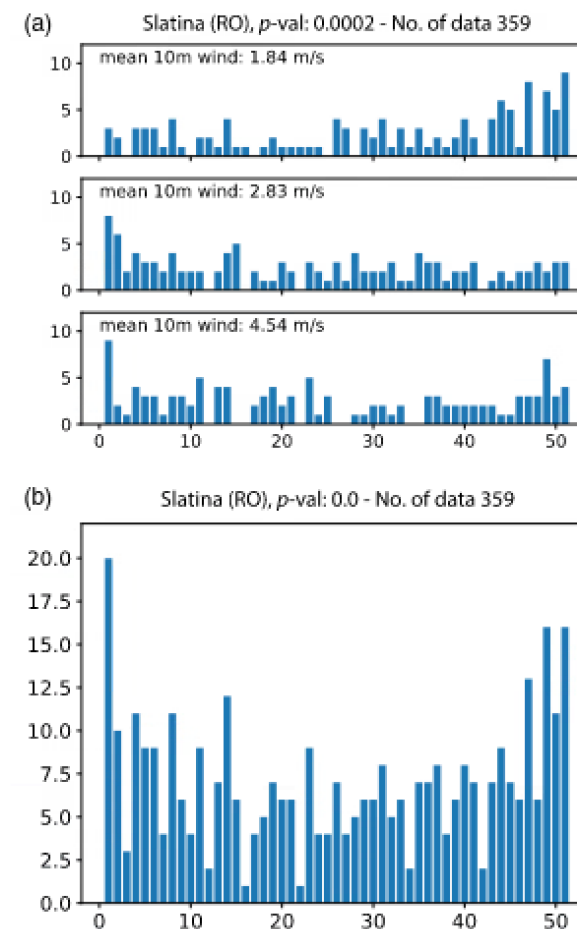 (a)
Slatina (RO), p-val: 0.0002 - No. of data 359
mean 10m wind: 1.84 m/s
10
5
0
mean 10m wind: 2.83 m/s
10
5
0
mean 10m wind: 4.54 m/s
10
5
0
0 10 20 30 40 50
(b)
Slatina (RO), p-val: 0.0 - No. of data 359
20.0
17.5
15.0
12.5
10.0
7.5
5.0
2.5
0.0
0 10 20 30 40 50